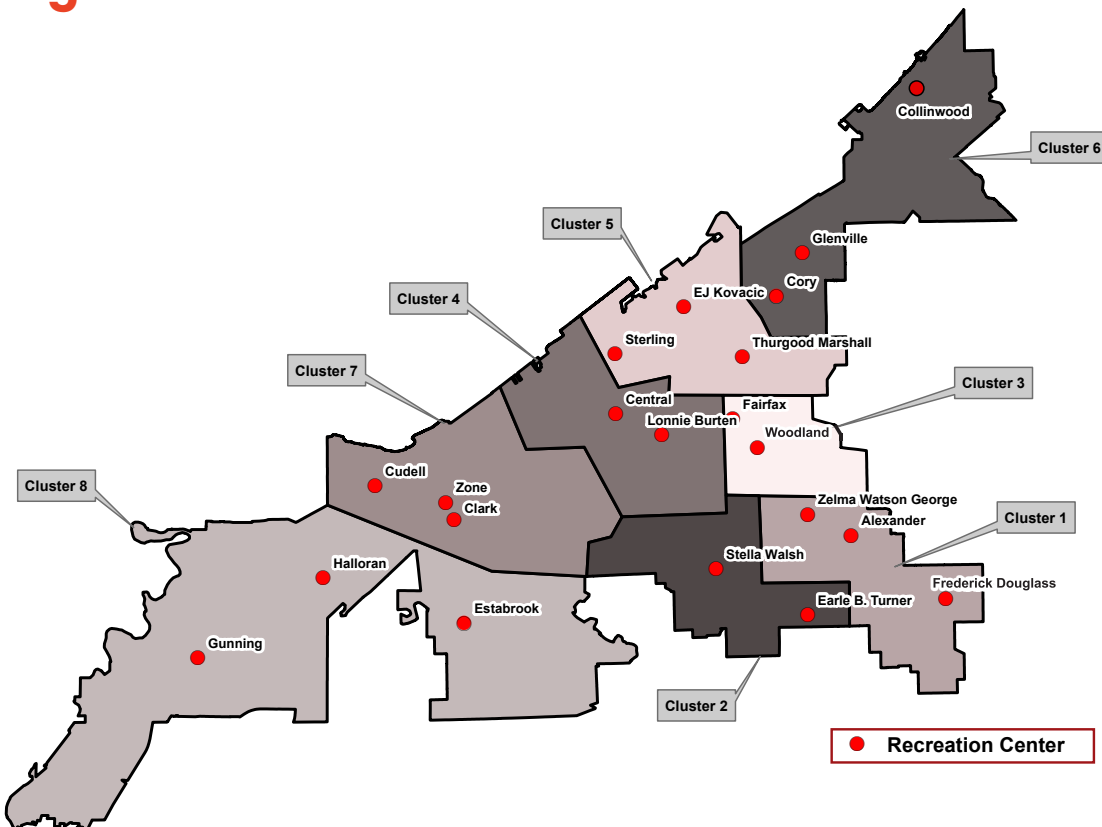 g
Collinwood
Cluster 6
Cluster 5
Glenville
Cory
EJ Kovacic
Cluster 4
Sterling
Thurgood Marshall
Cluster 7
Cluster 3
Central
Fairfax
Lonnie Burten
Woodland
Cudell
Cluster 8
Zone
Clark
Zelma Watson George
Alexander
Cluster 1
Stella Walsh
Halloran
Frederick Douglass
Estabrook
Earle B. Turner
Gunning
Cluster 2
Recreation Center